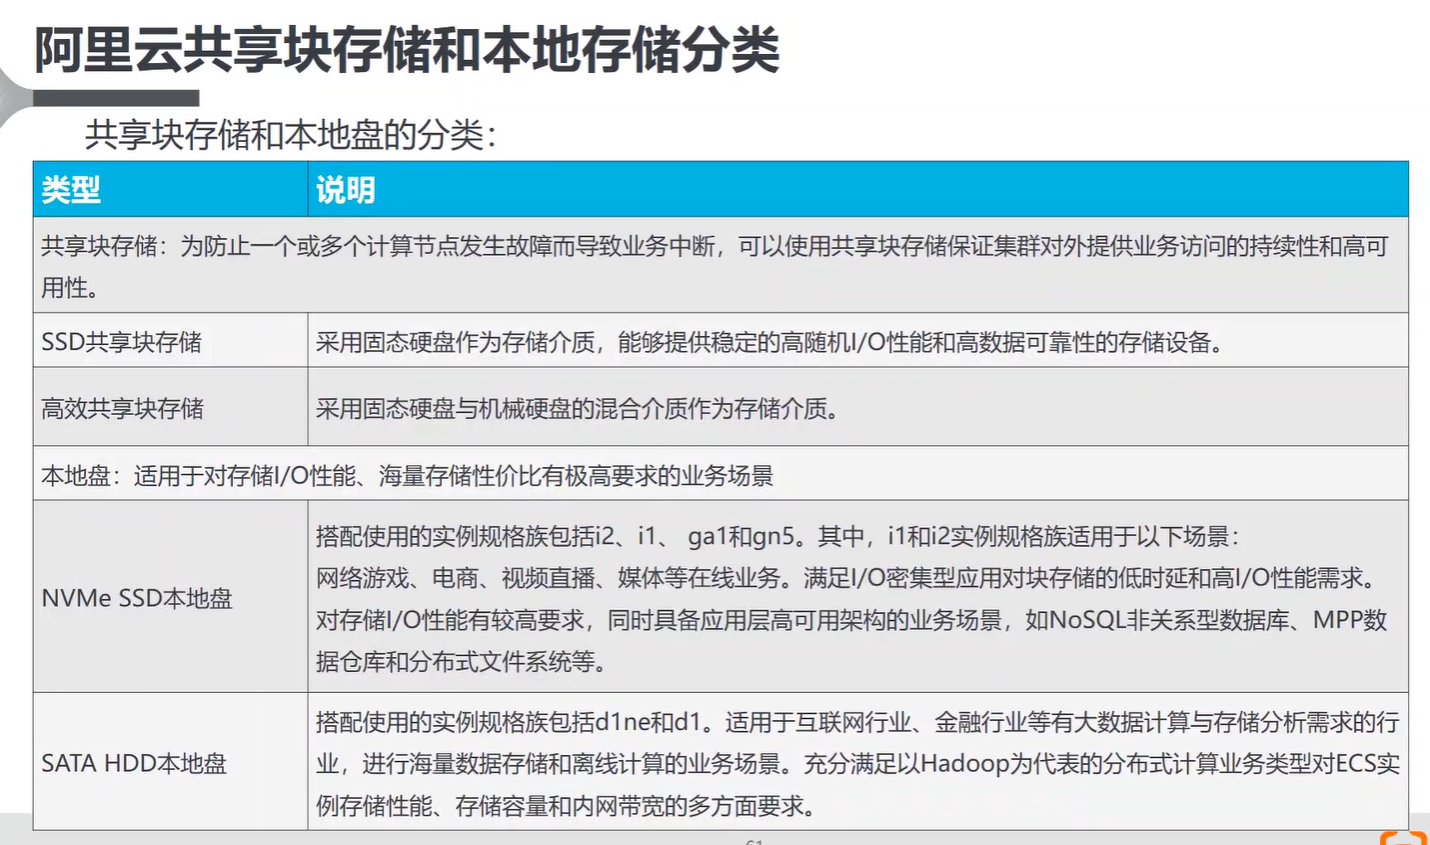 阿里云共享块存储和本地存储分类
共享块存储和本地盘的分类：
类型
说明
共享块存储：为防止一个或多个计算节点发生故障而导致业务中断，可以使用共享块存储保证集群对外提供业务访问的持续性和高可
用性。
SSD共享块存储
采用固态硬盘作为存储介质，能够提供稳定的高随机I/O性能和高数据可靠性的存储设备。
高效共享块存储
采用固态硬盘与机械硬盘的混合介质作为存储介质。
本地盘：适用于对存储I/O性能、海量存储性价比有极高要求的业务场景
NVMe SSD本地盘
搭配使用的实例规格族包括i2、i1、 ga1和gn5。其中，i1和i2实例规格族适用于以下场景：
网络游戏、电商、视频直播、媒体等在线业务。满足I/O密集型应用对块存储的低时延和高I/O性能需求。
对存储I/O性能有较高要求，同时具备应用层高可用架构的业务场景，如NoSQL非关系型数据库、MPP数
据仓库和分布式文件系统等。
SATA HDD本地盘
搭配使用的实例规格族包括d1ne和d1。适用于互联网行业、金融行业等有大数据计算与存储分析需求的行
业，进行海量数据存储和离线计算的业务场景。充分满足以Hadoop为代表的分布式计算业务类型对ECS实
例存储性能、存储容量和内网带宽的多方面要求。